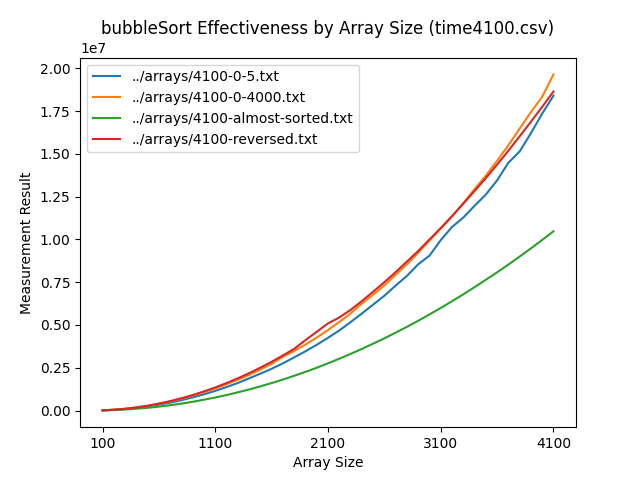 bubbleSort Effectiveness by Array Size (time4100.csv)
1e7
2.00
1.75
1.50
1.25
1.00
0.75
0.50
0.25
0.00
Measurement Result
../arrays/4100-0-5.txt
../arrays/4100-0-4000.txt
../arrays/4100-almost-sorted.txt
../arrays/4100-reversed.txt
100 1100 2100 3100 4100
Array Size